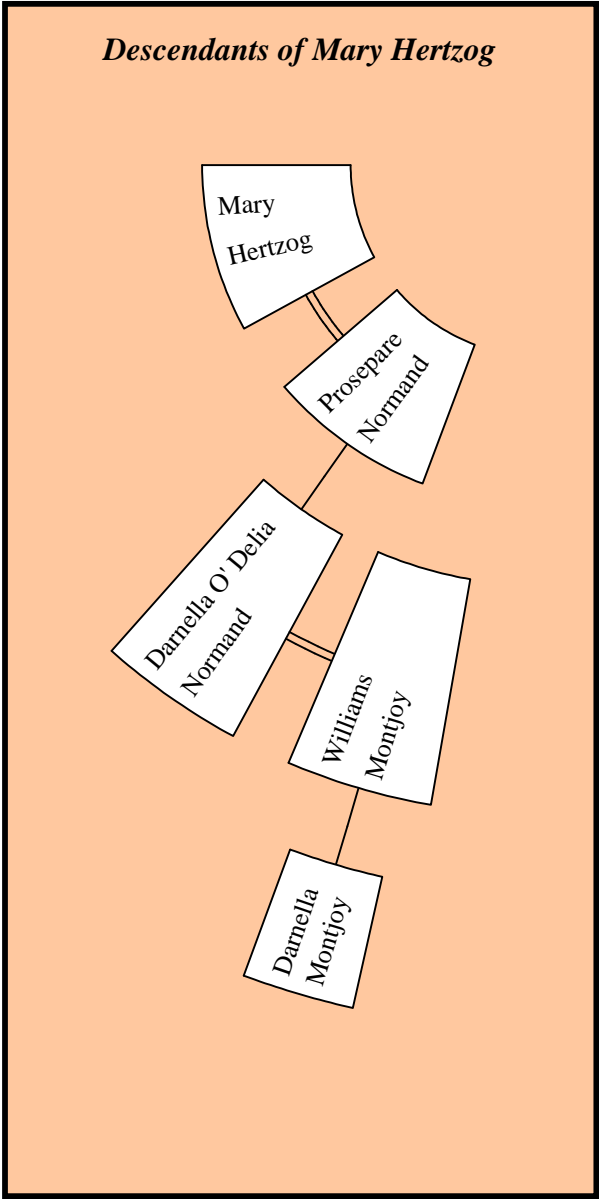 Descendants of Mary Hertzog
Mary
Hertzog
Prosepare
Normand
Darnella O' Delia
Normand
Williams
Montjoy
Darnella
Montjoy